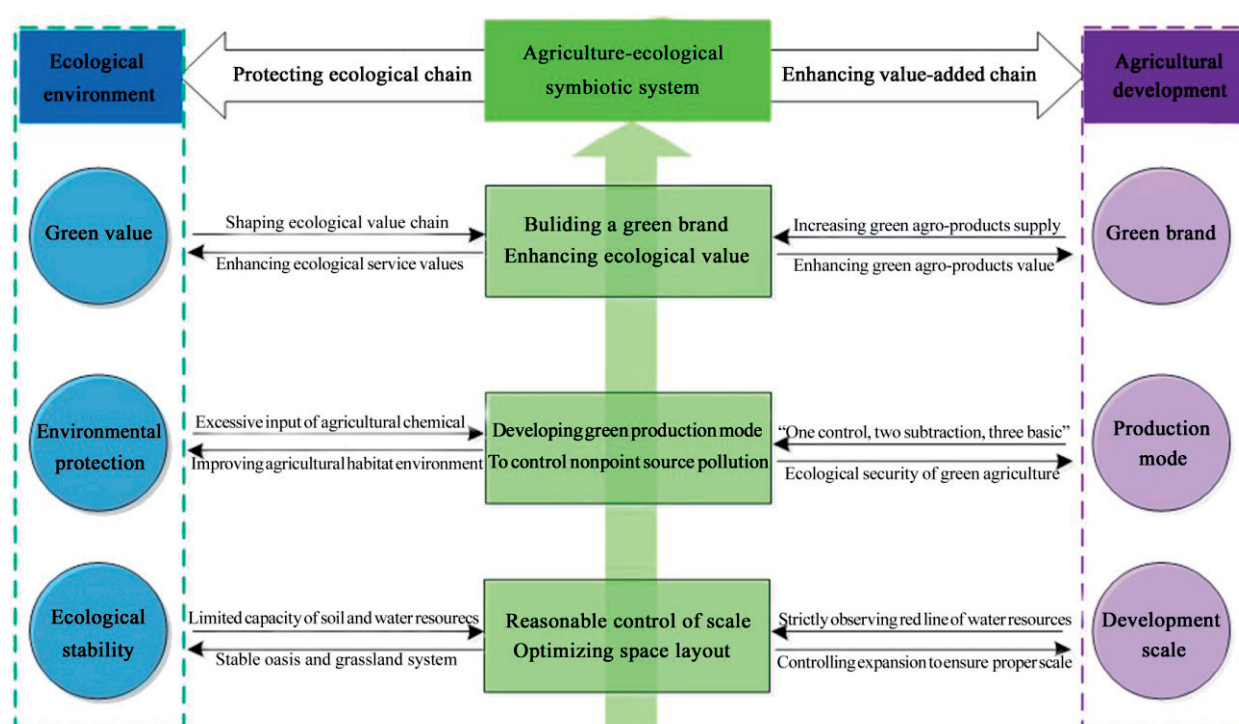 Ecological
environment
Protecting ecological chain
Agriculture-ecological
symbiotic system
Enhancing value-added chain
Agricultural
development
Green value
Shaping ecological value chain
Enhancing ecological service values
Buliding a green brand
Enhancing ecological value
Increasing green agro-products supply
Enhancing green agro-products value
Green brand
Environmental
protection
Excessive input of agricultural chemical
Improving agricultural habitat environment
Developing green production mode
To control nonpoint source pollution
“One control, two subtraction, three basic”
Ecological security of green agriculture
Production
mode
Ecological
stability
Limited capacity of soil and water resourecs
Stable oasis and grassland system
Reasonable control of scale
Optimizing space layout
Strictly observing red line of water resources
Controlling expansion to ensure proper scale
Development
scale